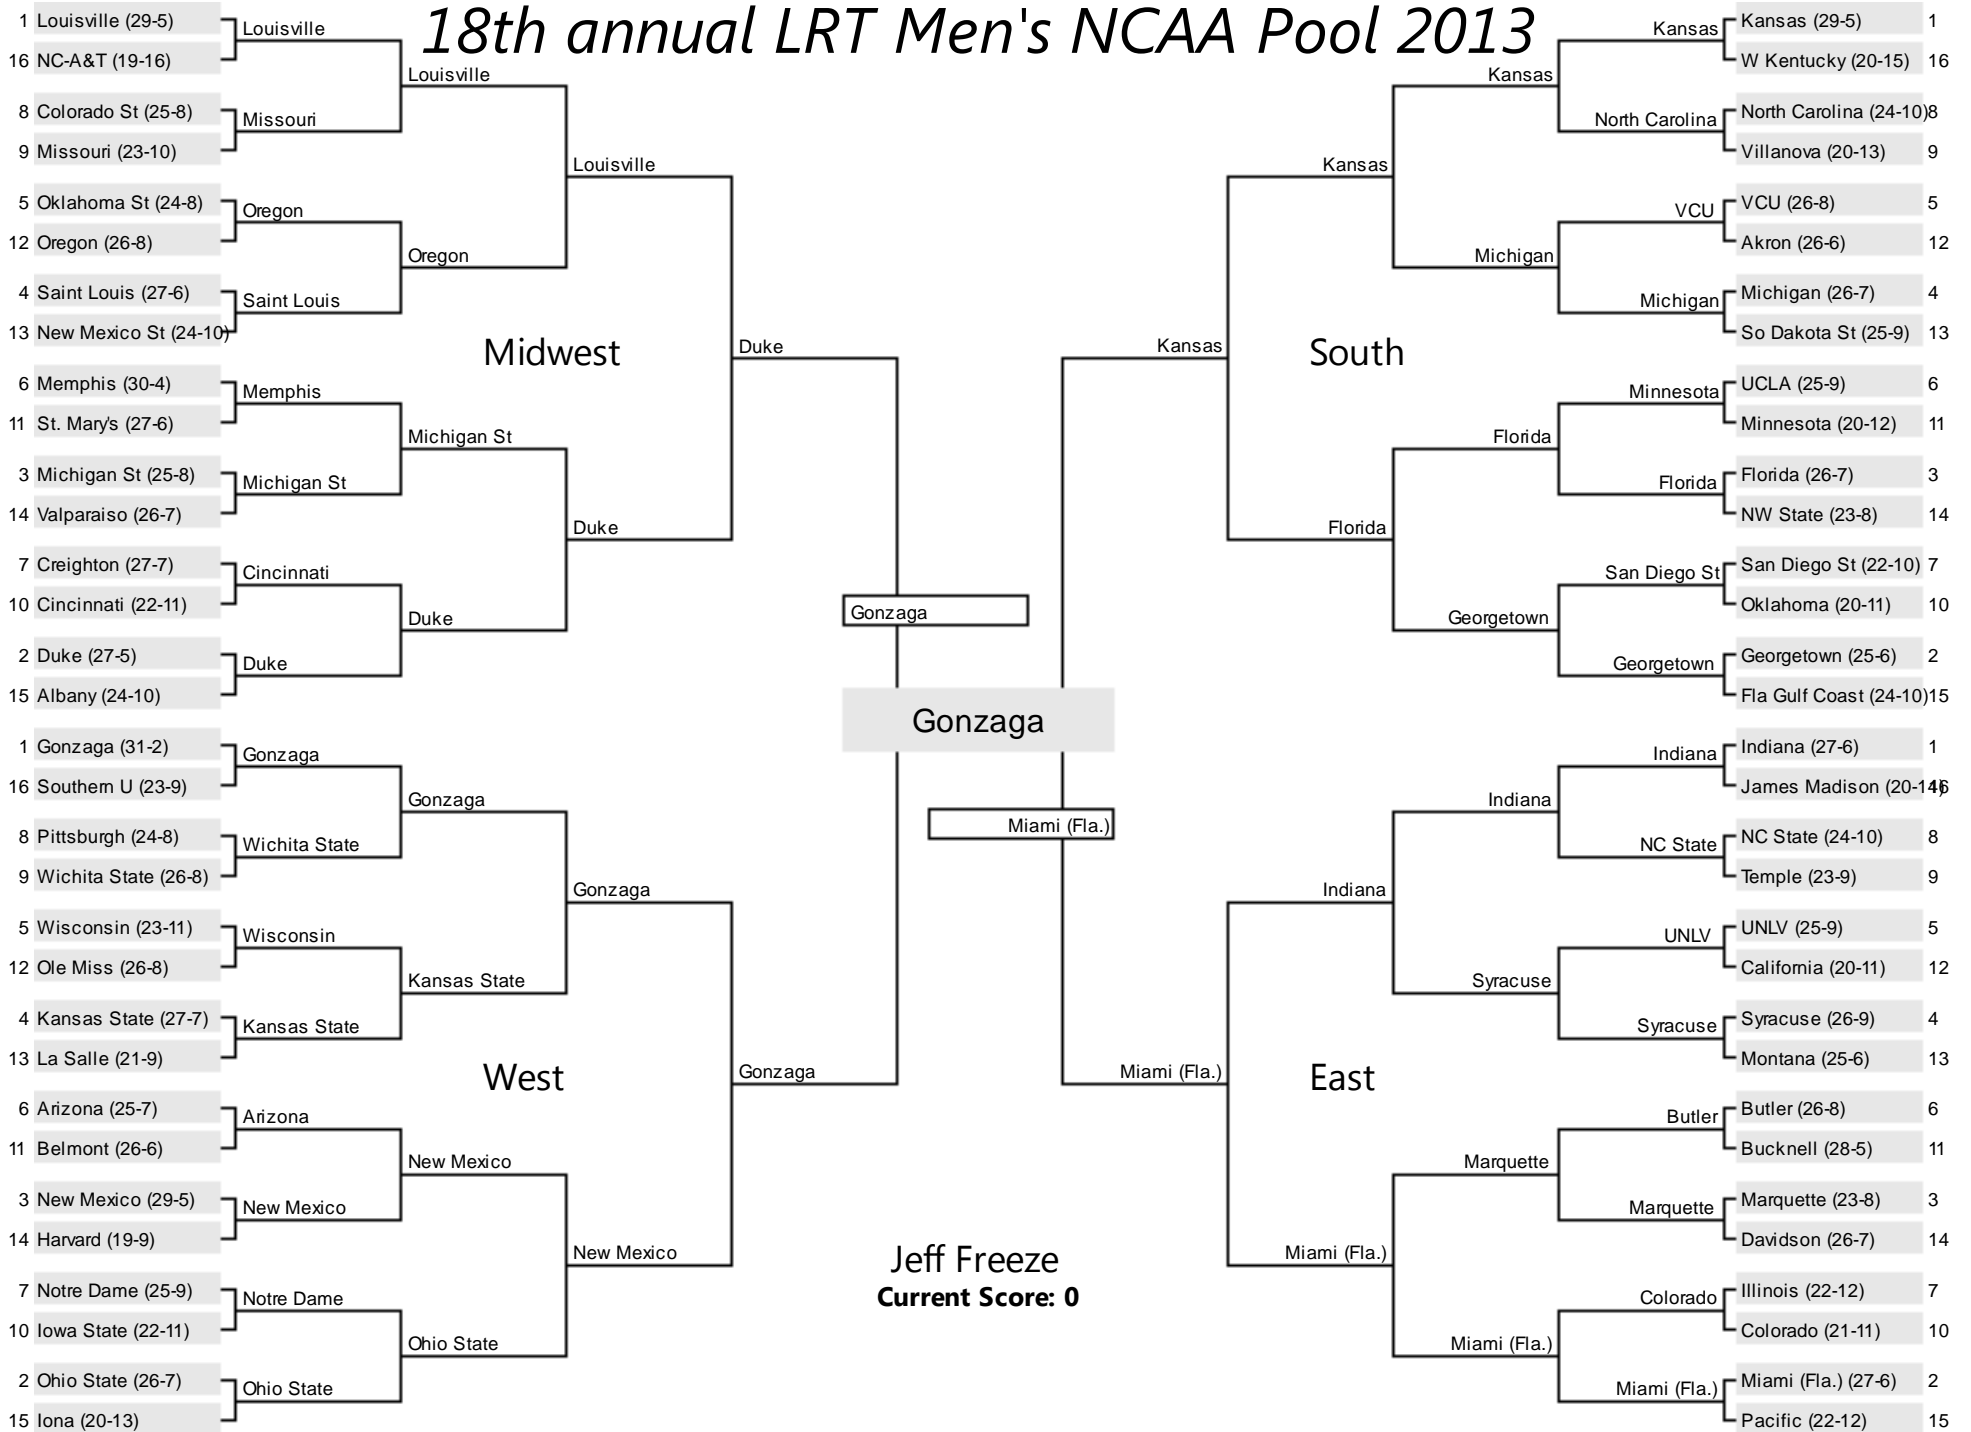 18th annual LRT Men's NCAA Pool 2013
1 Louisville (29-5)
16 NC-A&T (19-16)
8 Colorado St (25-8)
9 Missouri (23-10)
5 Oklahoma St (24-8)
12 Oregon (26-8)
4 Saint Louis (27-6)
13 New Mexico St (24-10)
6 Memphis (30-4)
11 St. Mary's (27-6)
3 Michigan St (25-8)
14 Valparaiso (26-7)
7 Creighton (27-7)
10 Cincinnati (22-11)
2 Duke (27-5)
15 Albany (24-10)
1 Gonzaga (31-2)
16 Southern U (23-9)
8 Pittsburgh (24-8)
9 Wichita State (26-8)
5 Wisconsin (23-11)
12 Ole Miss (26-8)
4 Kansas State (27-7)
13 La Salle (21-9)
6 Arizona (25-7)
11 Belmont (26-6)
3 New Mexico (29-5)
14 Harvard (19-9)
7 Notre Dame (25-9)
10 Iowa State (22-11)
2 Ohio State (26-7)
15 Iona (20-13)
Louisville
Missouri
Oregon
Saint Louis
Memphis
Michigan St
Cincinnati
Duke
Gonzaga
Wichita State
Wisconsin
Kansas State
Arizona
New Mexico
Notre Dame
Ohio State
Louisville
Oregon
Michigan St
Duke
Gonzaga
Kansas State
New Mexico
Ohio State
Louisville
Duke
Gonzaga
New Mexico
Midwest
West
Duke
Gonzaga
Gonzaga
Gonzaga
Miami (Fla.)
Jeff Freeze
Current Score: 0
Kansas
Miami (Fla.)
South
East
Kansas
Florida
Indiana
Miami (Fla.)
Kansas
Michigan
Florida
Georgetown
Indiana
Syracuse
Marquette
Miami (Fla.)
Kansas
North Carolina
VCU
Michigan
Minnesota
Florida
San Diego St
Georgetown
Indiana
NC State
UNLV
Syracuse
Butler
Marquette
Colorado
Miami (Fla.)
Kansas (29-5) 1
W Kentucky (20-15) 16
North Carolina (24-10) 8
Villanova (20-13) 9
VCU (26-8) 5
Akron (26-6) 12
Michigan (26-7) 4
So Dakota St (25-9) 13
UCLA (25-9) 6
Minnesota (20-12) 11
Florida (26-7) 3
NW State (23-8) 14
San Diego St (22-10) 7
Oklahoma (20-11) 10
Georgetown (25-6) 2
Fla Gulf Coast (24-10) 15
Indiana (27-6) 1
James Madison (20-14) 16
NC State (24-10) 8
Temple (23-9) 9
UNLV (25-9) 5
California (20-11) 12
Syracuse (26-9) 4
Montana (25-6) 13
Butler (26-8) 6
Bucknell (28-5) 11
Marquette (23-8) 3
Davidson (26-7) 14
Illinois (22-12) 7
Colorado (21-11) 10
Miami (Fla.) (27-6) 2
Pacific (22-12) 15